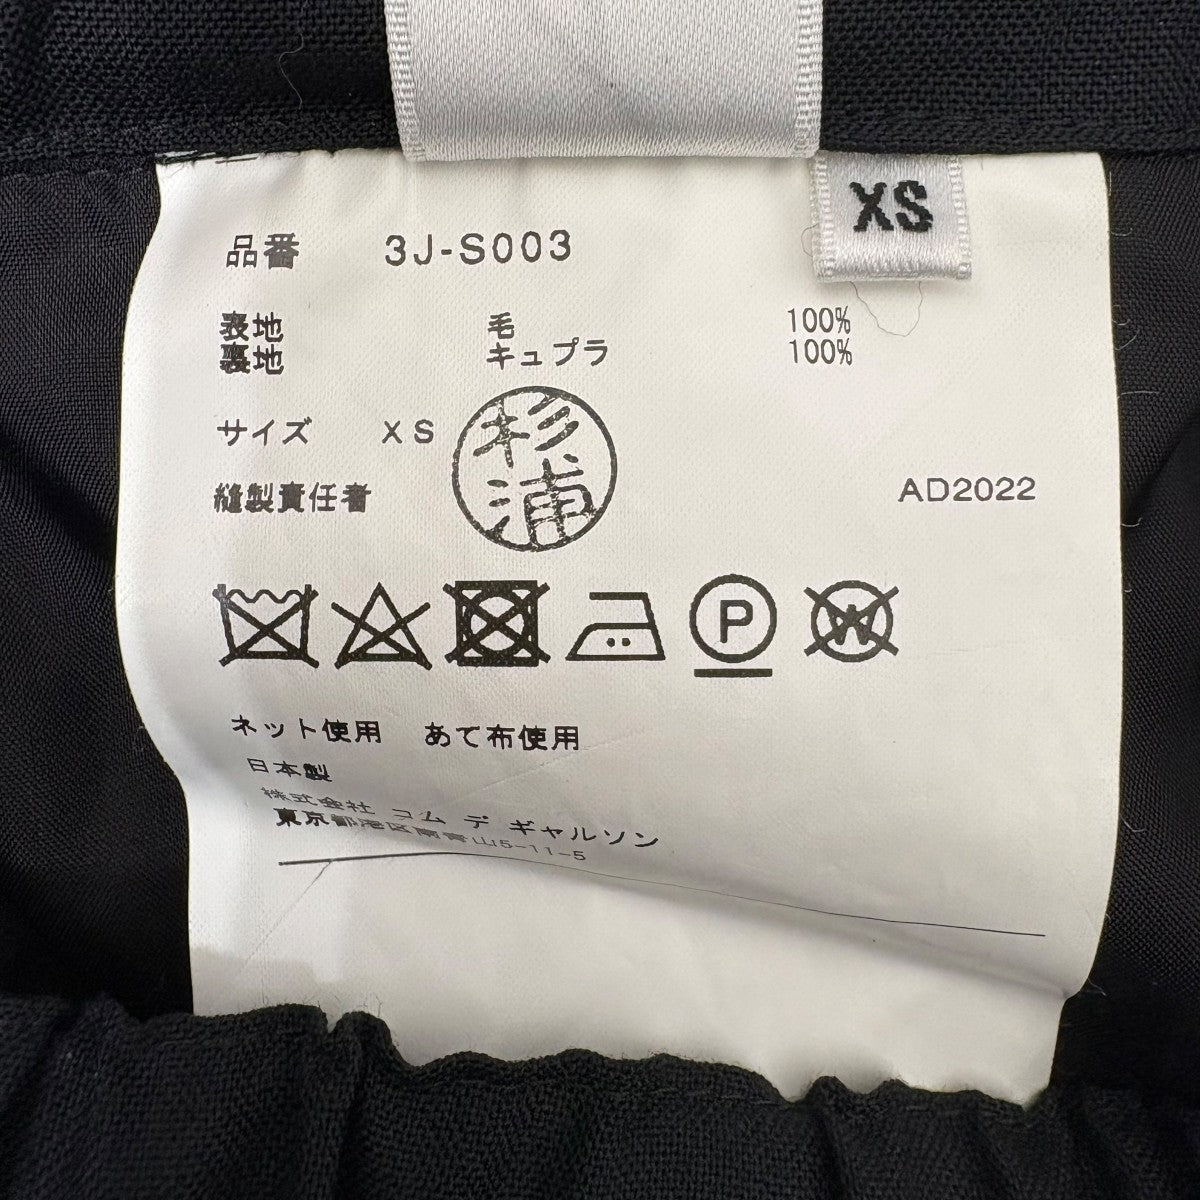 XS
品番 3J-S003
表地 毛 100%
裏地 キュプラ 100%
サイズ XS
杉浦
縫製責任者
AD2022
P
W
ネット使用 あて布使用
日本製
株式会社 コム デ ギャルソン
東京都港区南青山5-11-5